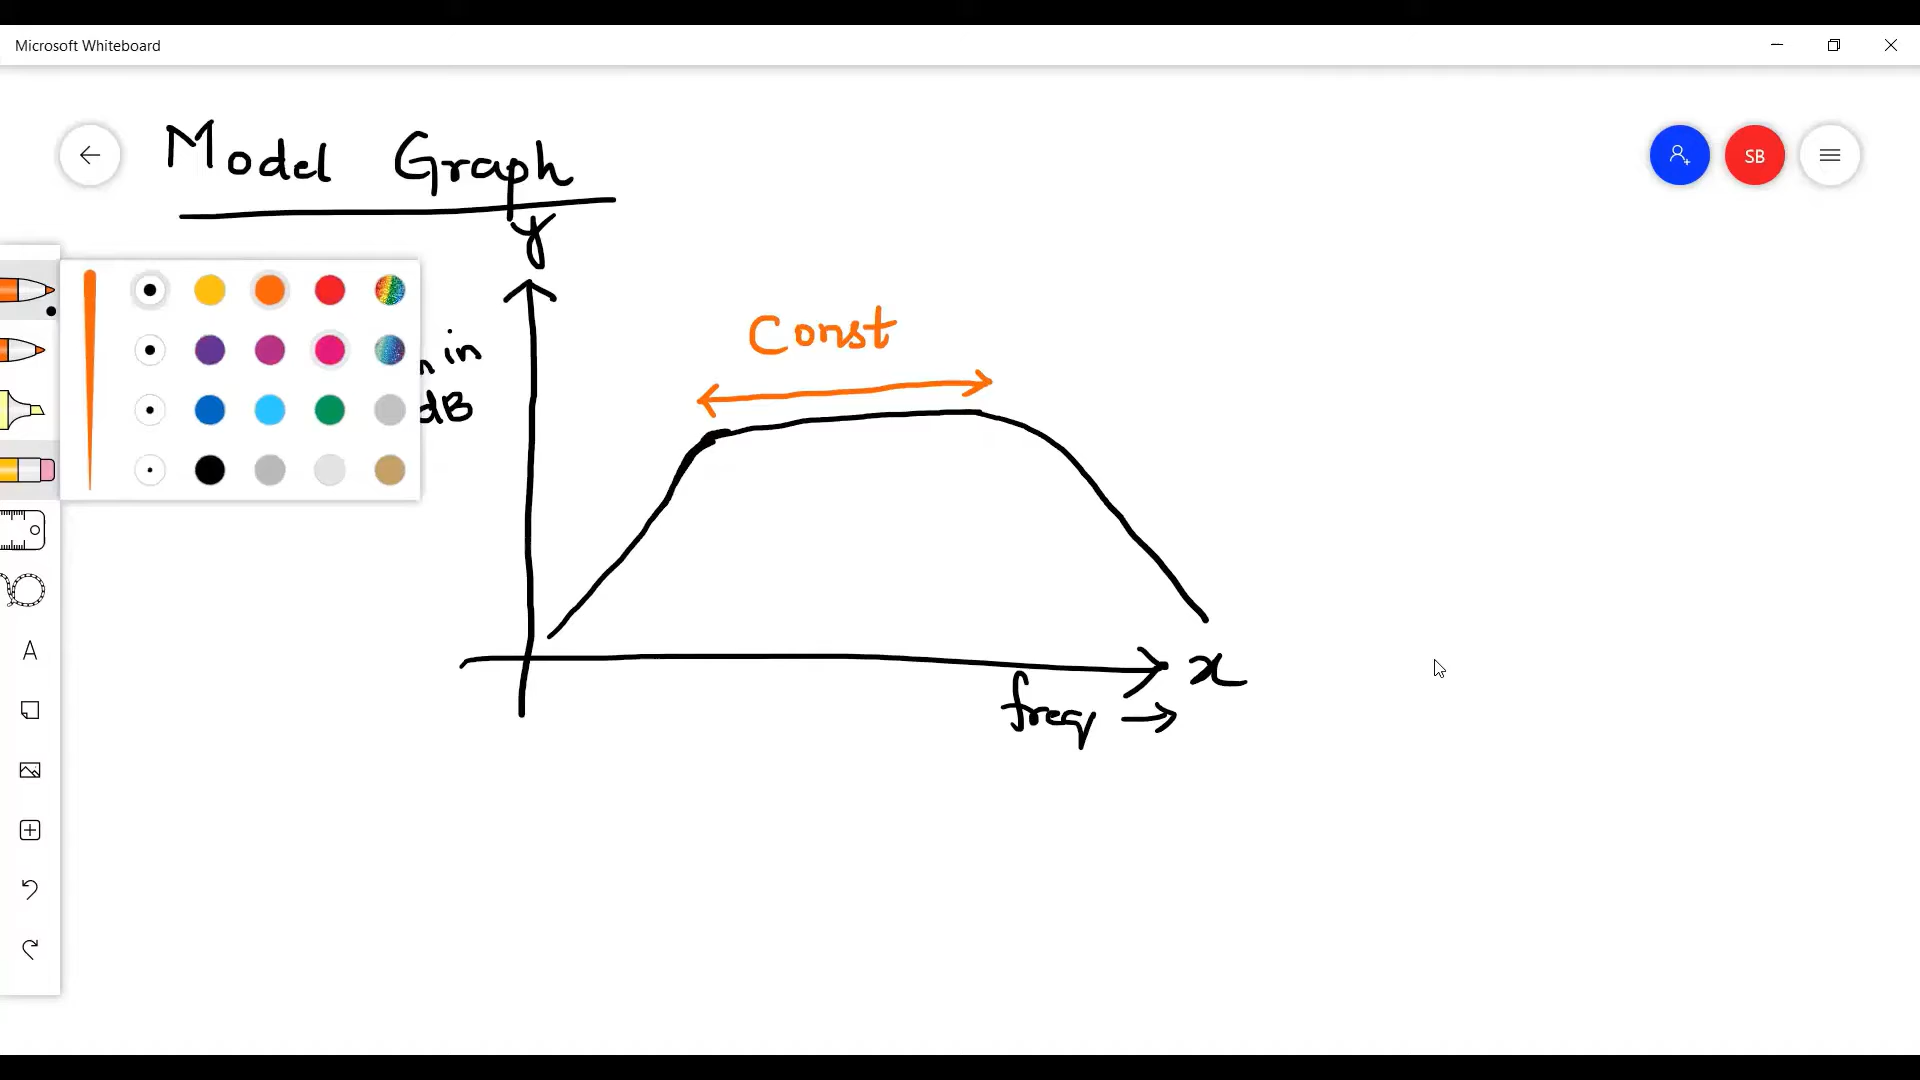 Microsoft Whiteboard
Model Graph
SB
y
Const
in
dB
A
x
freq →